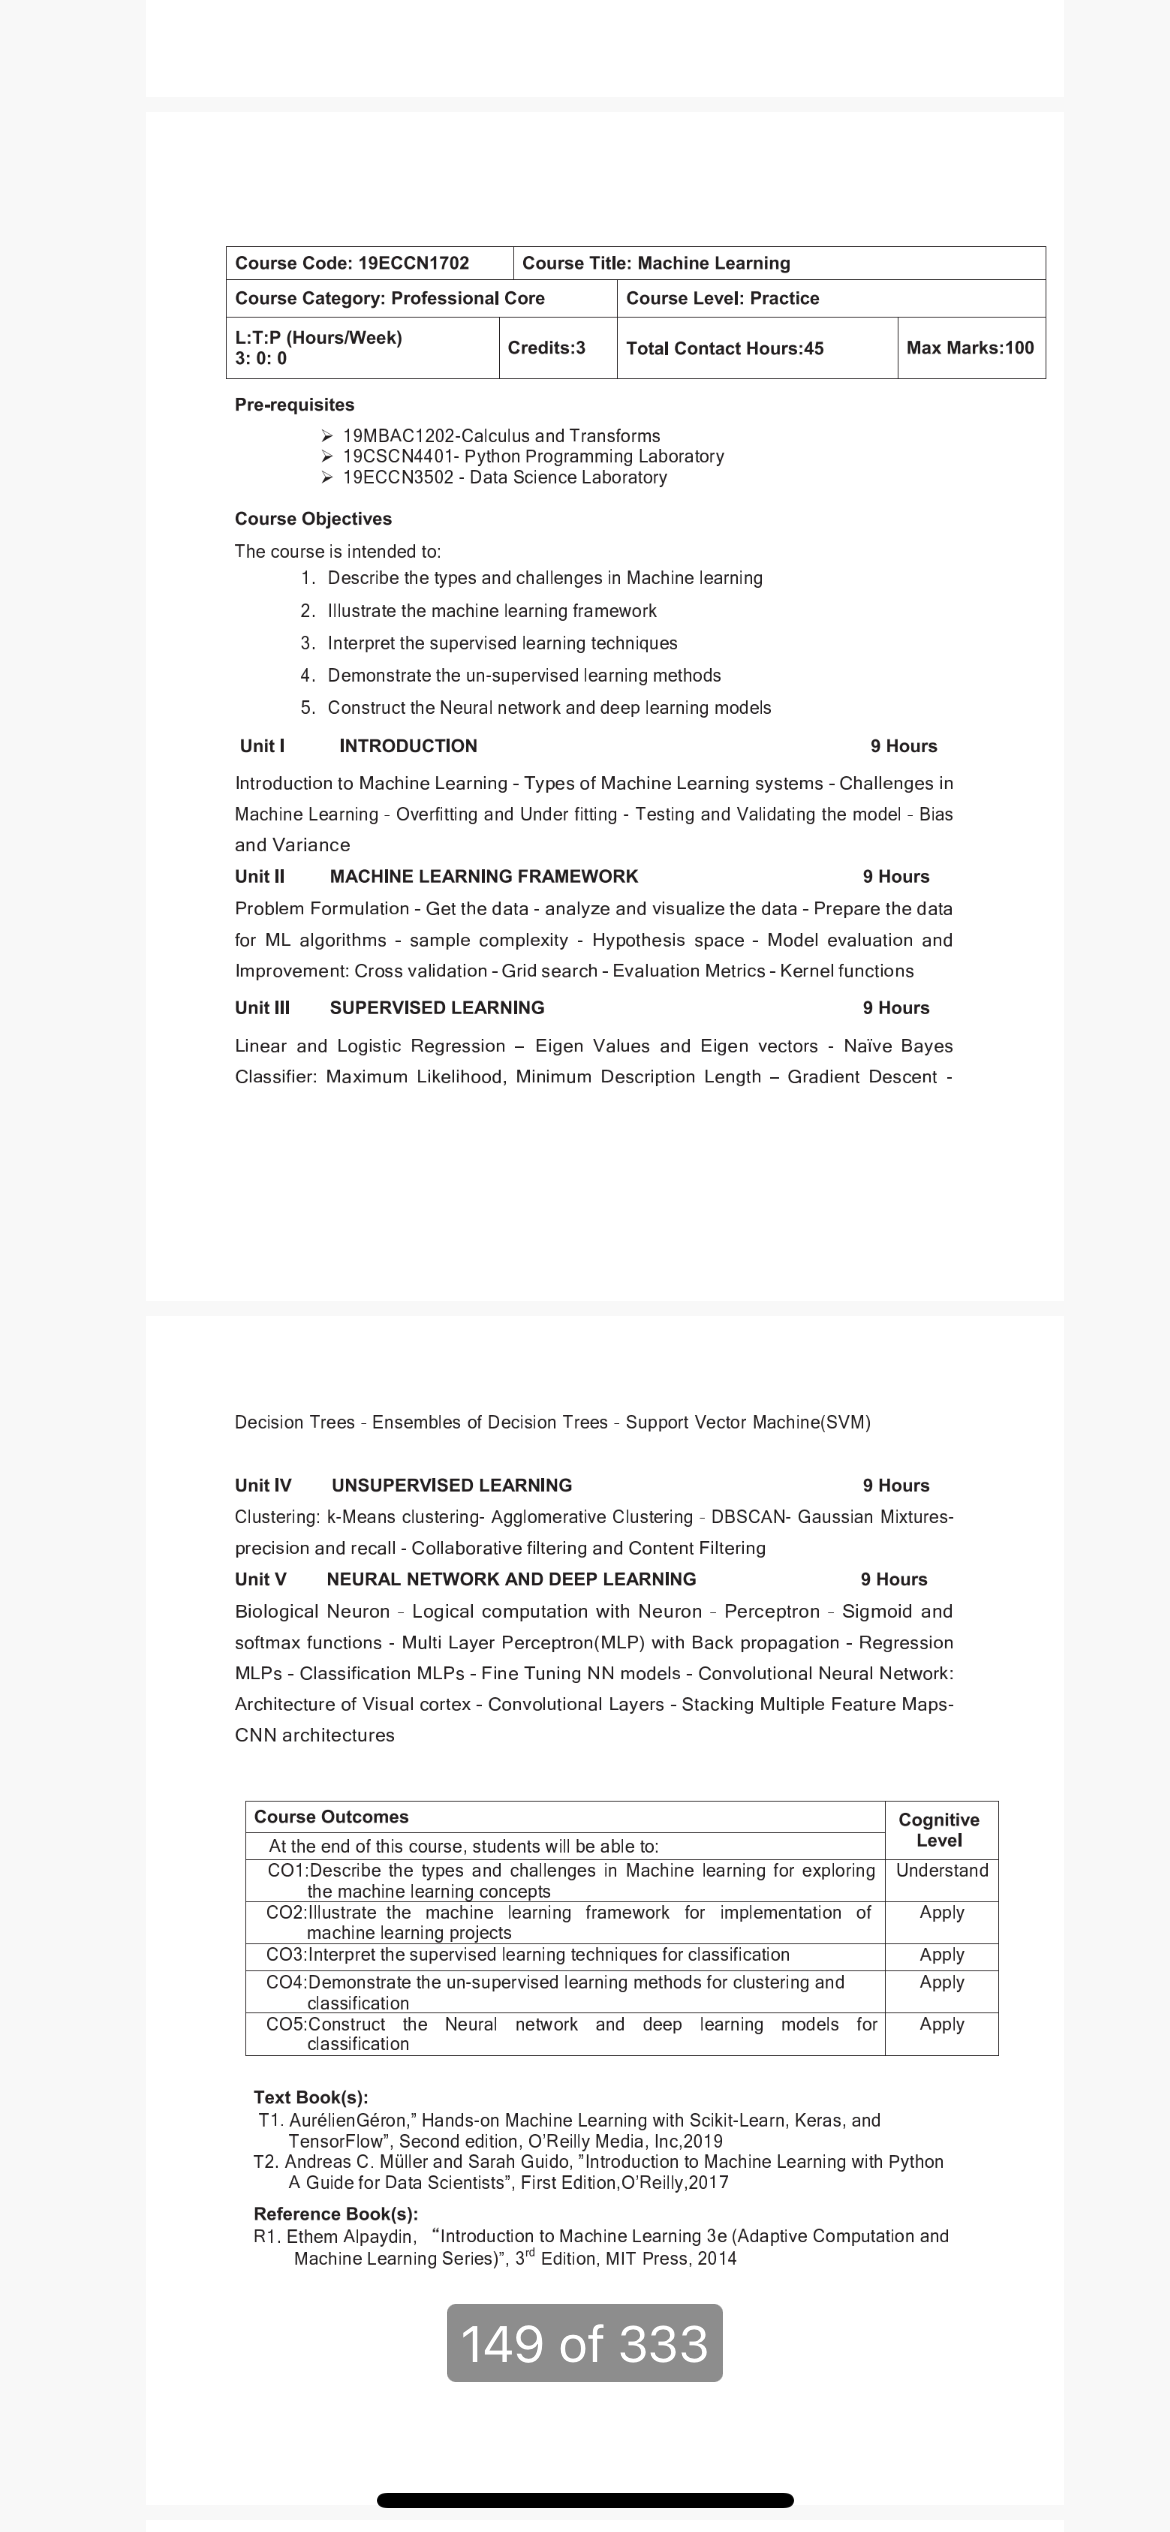 Course Code: 19ECCN1702 Course Title: Machine Learning
Course Category: Professional Core Course Level: Practice
L:T:P (Hours/Week)
3: 0: 0 Credits:3 Total Contact Hours:45 Max Marks:100
Pre-requisites
➢ 19MBAC1202-Calculus and Transforms
➢ 19CSCN4401- Python Programming Laboratory
➢ 19ECCN3502 - Data Science Laboratory
Course Objectives
The course is intended to:
1. Describe the types and challenges in Machine learning
2. Illustrate the machine learning framework
3. Interpret the supervised learning techniques
4. Demonstrate the un-supervised learning methods
5. Construct the Neural network and deep learning models
Unit I INTRODUCTION 9 Hours
Introduction to Machine Learning - Types of Machine Learning systems - Challenges in
Machine Learning - Overfitting and Under fitting - Testing and Validating the model - Bias
and Variance
Unit II MACHINE LEARNING FRAMEWORK 9 Hours
Problem Formulation - Get the data - analyze and visualize the data - Prepare the data
for ML algorithms - sample complexity - Hypothesis space - Model evaluation and
Improvement: Cross validation - Grid search - Evaluation Metrics - Kernel functions
Unit III SUPERVISED LEARNING 9 Hours
Linear and Logistic Regression – Eigen Values and Eigen vectors - Naïve Bayes
Classifier: Maximum Likelihood, Minimum Description Length – Gradient Descent -
Decision Trees - Ensembles of Decision Trees - Support Vector Machine(SVM)
Unit IV UNSUPERVISED LEARNING 9 Hours
Clustering: k-Means clustering- Agglomerative Clustering - DBSCAN- Gaussian Mixtures-
precision and recall - Collaborative filtering and Content Filtering
Unit V NEURAL NETWORK AND DEEP LEARNING 9 Hours
Biological Neuron - Logical computation with Neuron - Perceptron - Sigmoid and
softmax functions - Multi Layer Perceptron(MLP) with Back propagation - Regression
MLPs - Classification MLPs - Fine Tuning NN models - Convolutional Neural Network:
Architecture of Visual cortex - Convolutional Layers - Stacking Multiple Feature Maps-
CNN architectures
Course Outcomes Cognitive
Level
At the end of this course, students will be able to:
CO1:Describe the types and challenges in Machine learning for exploring Understand
the machine learning concepts
CO2:Illustrate the machine learning framework for implementation of Apply
machine learning projects
CO3:Interpret the supervised learning techniques for classification Apply
CO4:Demonstrate the un-supervised learning methods for clustering and Apply
classification
CO5:Construct the Neural network and deep learning models for Apply
classification
Text Book(s):
T1. AurélienGéron,” Hands-on Machine Learning with Scikit-Learn, Keras, and
TensorFlow”, Second edition, O’Reilly Media, Inc,2019
T2. Andreas C. Müller and Sarah Guido, ”Introduction to Machine Learning with Python
A Guide for Data Scientists”, First Edition,O’Reilly,2017
Reference Book(s):
R1. Ethem Alpaydin, “Introduction to Machine Learning 3e (Adaptive Computation and
Machine Learning Series)”, 3rd Edition, MIT Press, 2014
149 of 333